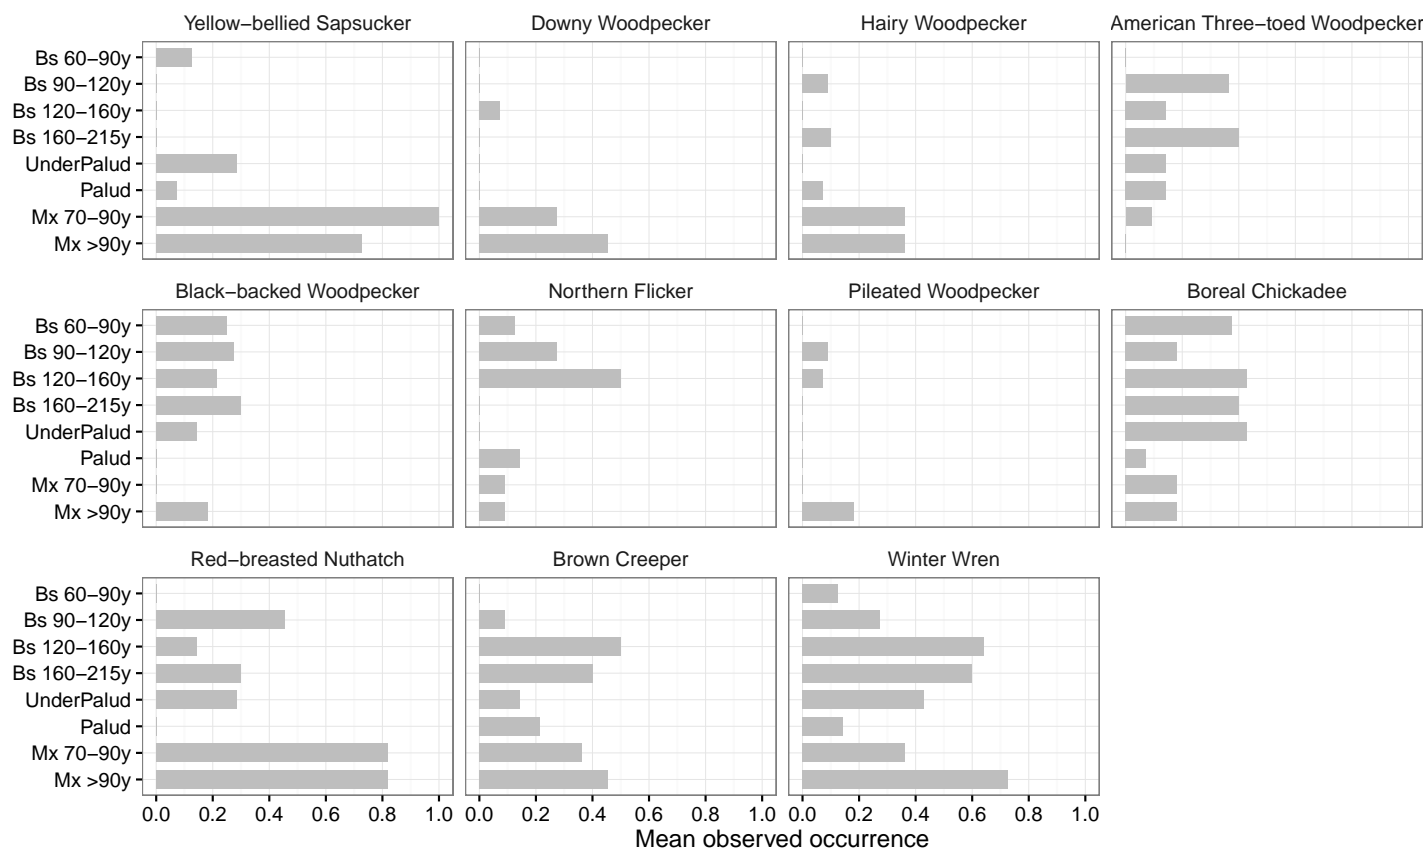 Yellow−bellied Sapsucker
Downy Woodpecker
Hairy Woodpecker
American Three−toed Woodpecker
Bs 60−90y
Bs 90−120y
Bs 120−160y
Bs 160−215y
UnderPalud
Palud
Mx 70−90y
Mx >90y
Black−backed Woodpecker
Northern Flicker
Pileated Woodpecker
Boreal Chickadee
Bs 60−90y
Bs 90−120y
Bs 120−160y
Bs 160−215y
UnderPalud
Palud
Mx 70−90y
Mx >90y
Red−breasted Nuthatch
Brown Creeper
Winter Wren
Bs 60−90y
Bs 90−120y
Bs 120−160y
Bs 160−215y
UnderPalud
Palud
Mx 70−90y
Mx >90y
0.0 0.2 0.4 0.6 0.8 1.0
0.0 0.2 0.4 0.6 0.8 1.0
0.0 0.2 0.4 0.6 0.8 1.0
Mean observed occurrence